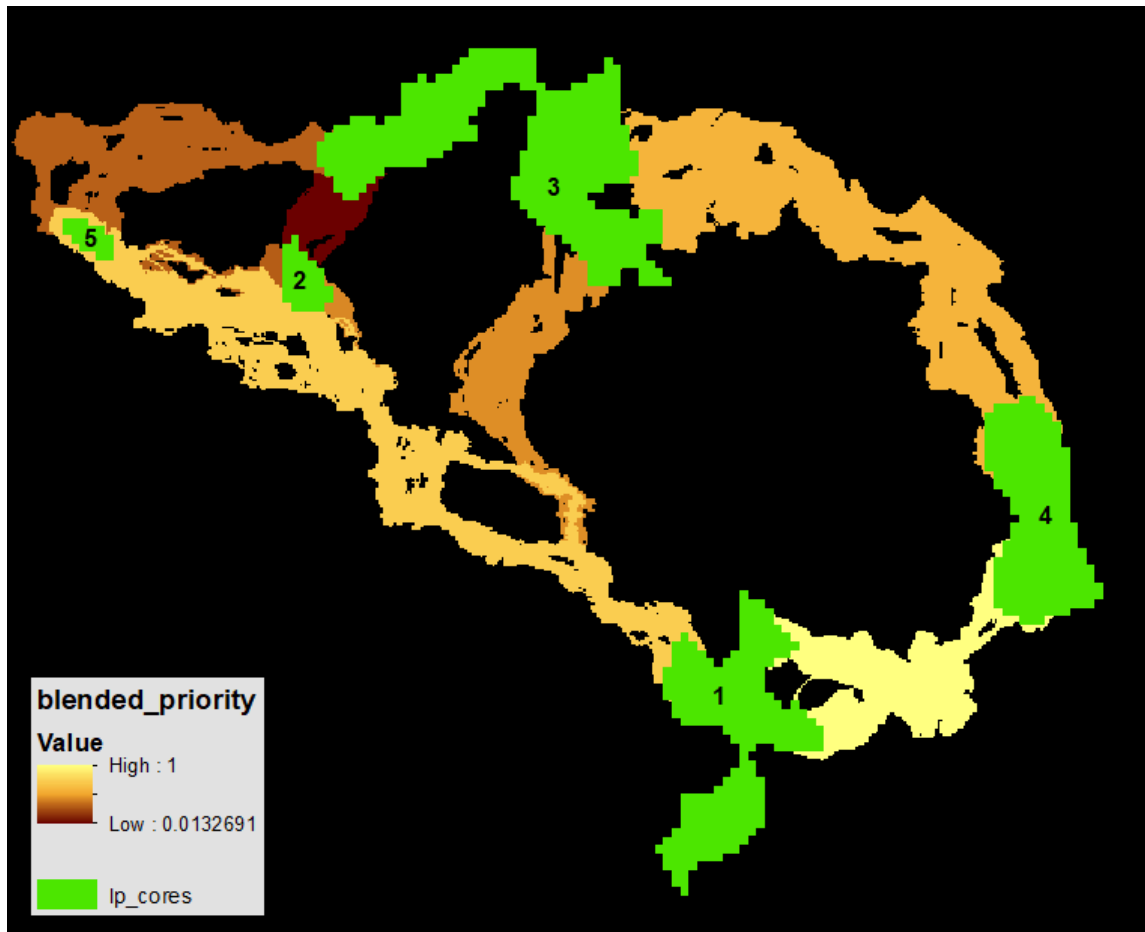 3
5
2
4
1
blended_priority
Value
High : 1
Low : 0.0132691
lp_cores